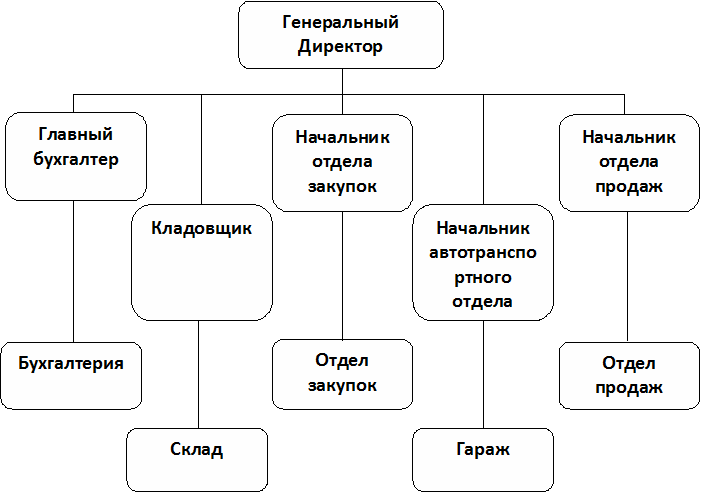 Генеральный
Директор
Главный
бухгалтер
Начальник
отдела
закупок
Начальник
отдела
продаж
Кладовщик
Начальник
автотранспо
ртного
отдела
Бухгалтерия
Отдел
закупок
Отдел
продаж
Склад
Гараж